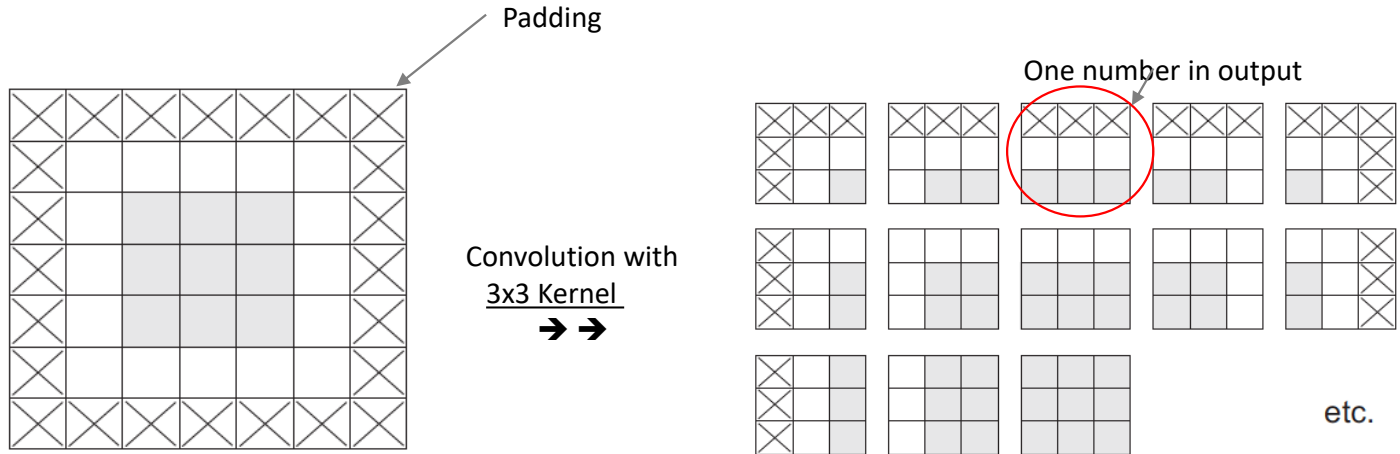 Padding
One number in output
Convolution with
3x3 Kernel
➔ ➔
etc.